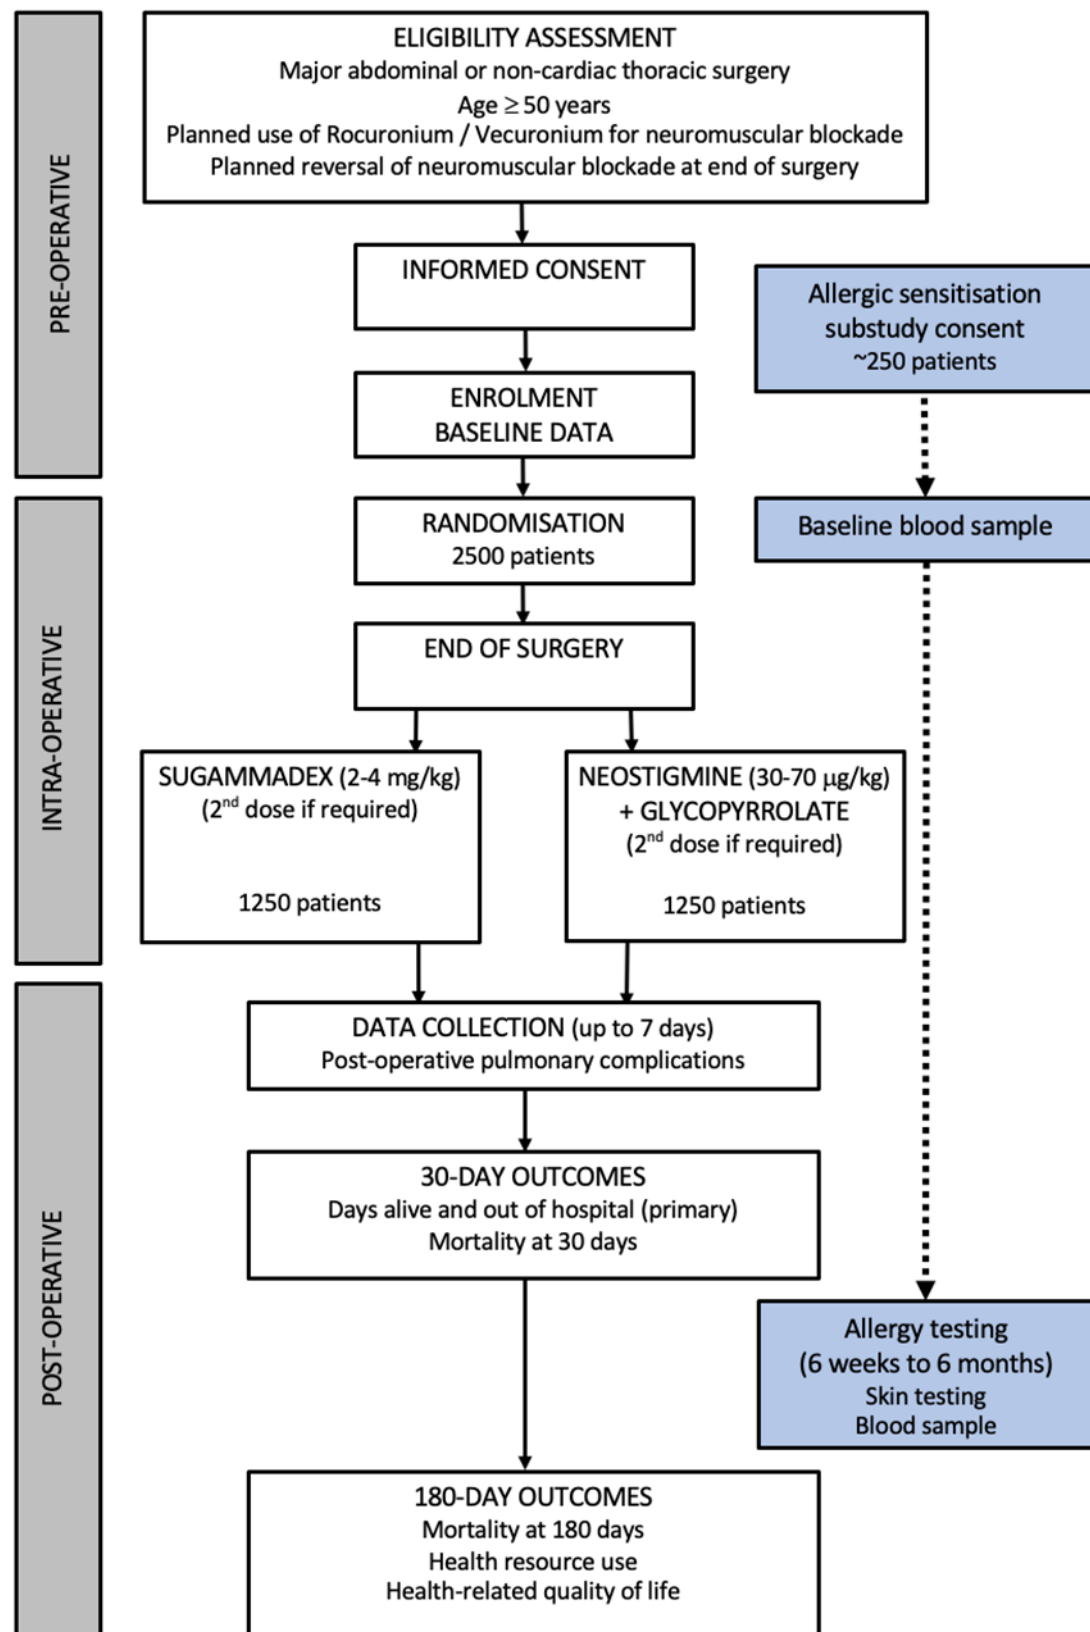 PRE-OPERATIVE
ELIGIBILITY ASSESSMENT
Major abdominal or non-cardiac thoracic surgery
Age ≥ 50 years
Planned use of Rocuronium / Vecuronium for neuromuscular blockade
Planned reversal of neuromuscular blockade at end of surgery
INFORMED CONSENT
Allergic sensitisation
substudy consent
~250 patients
ENROLMENT
BASELINE DATA
INTRA-OPERATIVE
RANDOMISATION
2500 patients
Baseline blood sample
END OF SURGERY
SUGAMMADEX (2-4 mg/kg)
(2nd dose if required)
1250 patients
NEOSTIGMINE (30-70 μg/kg)
+ GLYCOPYRROLATE
(2nd dose if required)
1250 patients
POST-OPERATIVE
DATA COLLECTION (up to 7 days)
Post-operative pulmonary complications
30-DAY OUTCOMES
Days alive and out of hospital (primary)
Mortality at 30 days
Allergy testing
(6 weeks to 6 months)
Skin testing
Blood sample
180-DAY OUTCOMES
Mortality at 180 days
Health resource use
Health-related quality of life